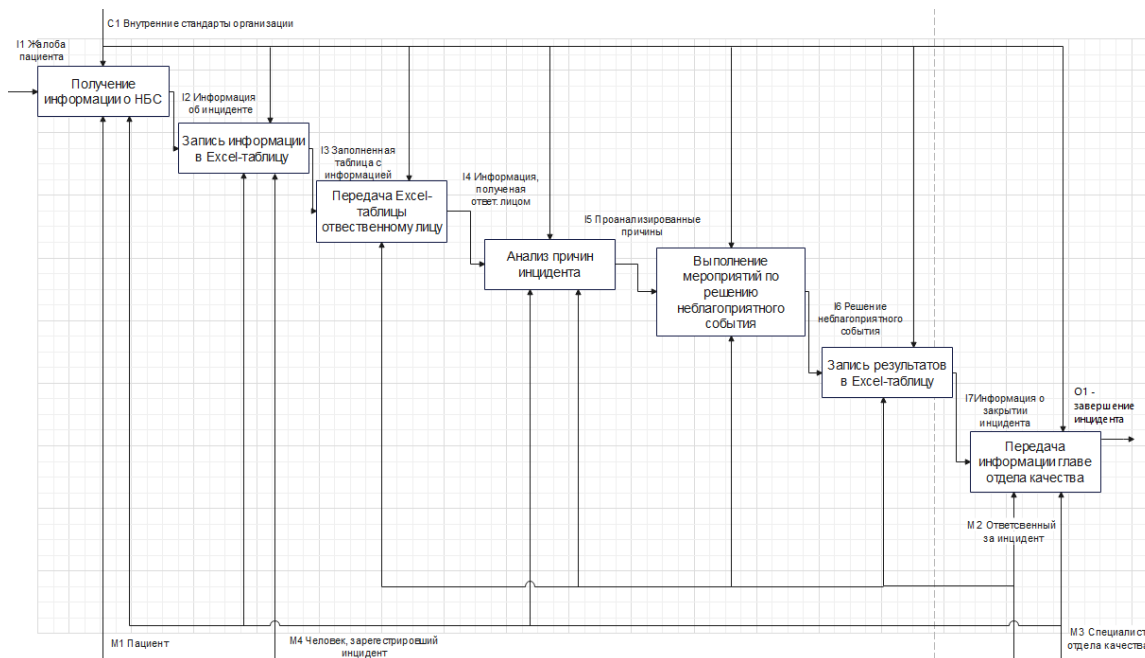 С1 Внутренние стандарты организации
I1 Жалоба
пациента
Получение
информации о НБС
I2 Информация
об инциденте
Запись информации
в Excel-таблицу
I3 Заполненная
таблица с
информацией
Передача Excel-
таблицы
отвественному лицу
I4 Информация,
полученая
ответ. лицом
Анализ причин
инцидента
I5 Проанализированные
причины
Выполнение
мероприятий по
решению
неблагоприятного
события
I6 Решение
неблагоприятного
события
Запись результатов
в Excel-таблицу
I7Информация о
закрытии
инцидента
О1 -
завершение
инцидента
Передача
информации главе
отдела качества
М2 Ответсвенный
за инцидент
М1 Пациент
М4 Человек, зарегестрировший
инцидент
М3 Специалист
отдела качества